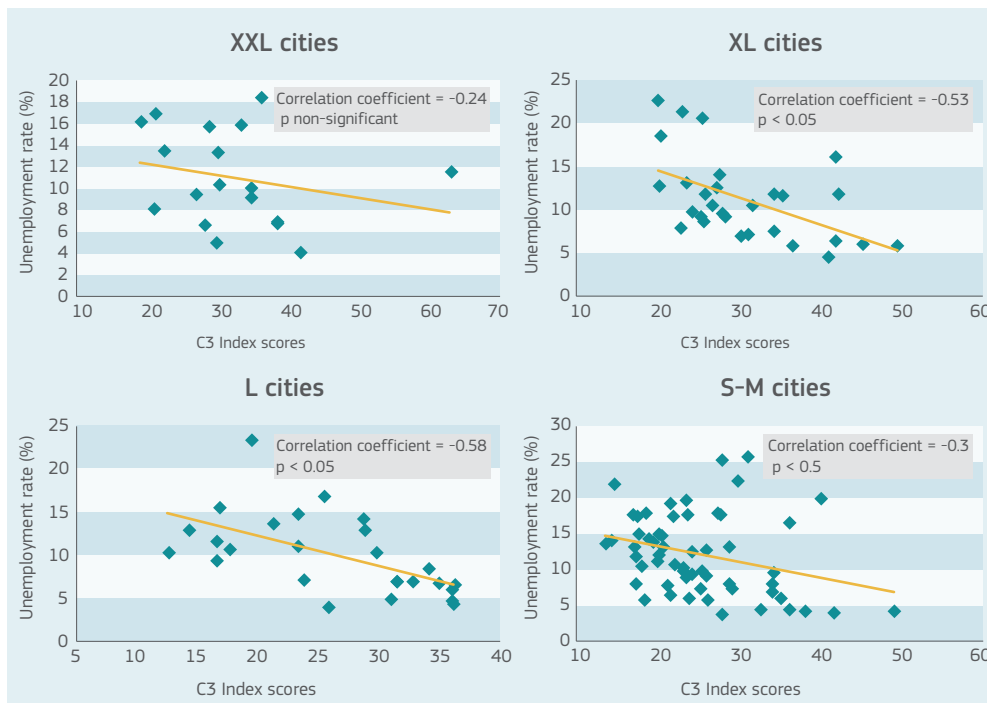 XXL cities
Unemployment rate (%)
20
18
16
14
12
10
8
6
4
2
0
Correlation coefficient = -0.24
p non-significant
10 20 30 40 50 60 70
C3 Index scores
XL cities
Unemployment rate (%)
25
20
15
10
5
0
Correlation coefficient = -0.53
p < 0.05
10 20 30 40 50 60
C3 Index scores
L cities
Unemployment rate (%)
25
20
15
10
5
0
Correlation coefficient = -0.58
p < 0.05
5 10 15 20 25 30 35 40
C3 Index scores
S-M cities
Unemployment rate (%)
30
25
20
15
10
5
0
Correlation coefficient = -0.3
p < 0.5
10 20 30 40 50 60
C3 Index scores